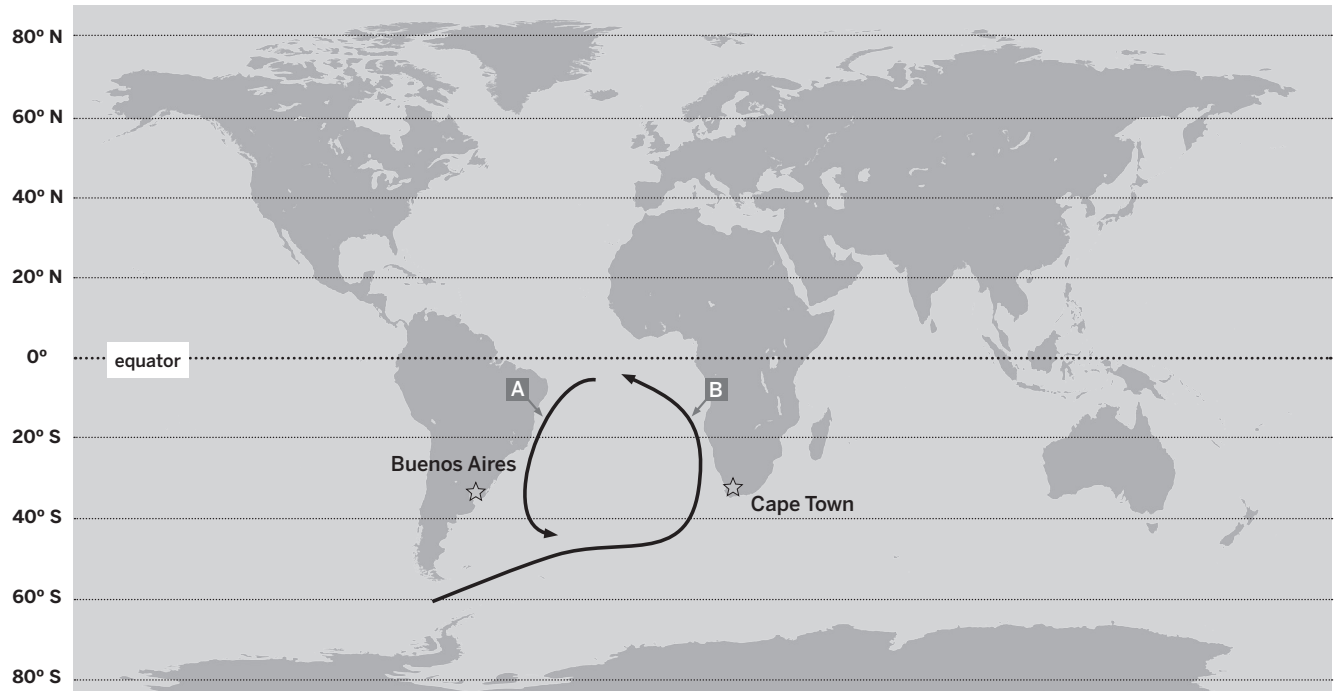 80º N
60º N
40º N
20º N
0º
equator
A
B
20º S
Buenos Aires
Cape Town
40º S
60º S
80º S